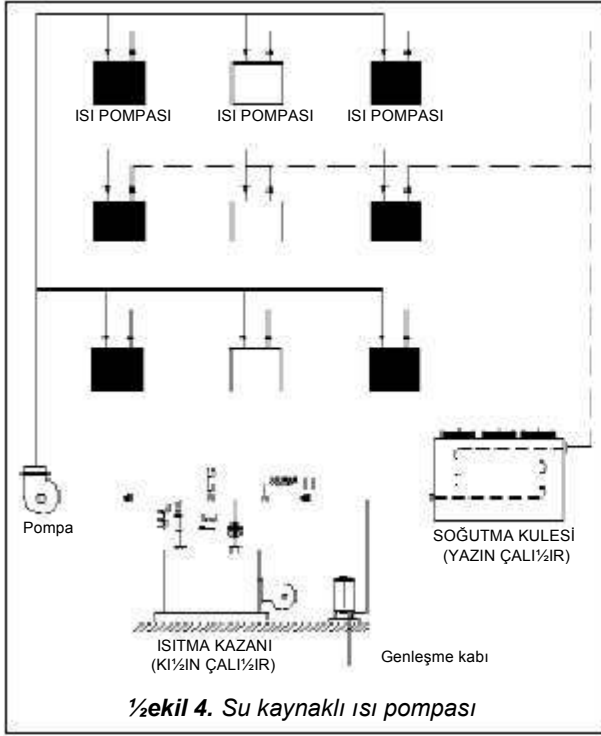 ISI POMPASI ISI POMPASI ISI POMPASI
Pompa
SOĞUTMA KULESİ
(YAZIN ÇALI½IR)
ISITMA KAZANI
(KI½IN ÇALI½IR)
Genleşme kabı
½ekil 4. Su kaynaklı ısı pompası